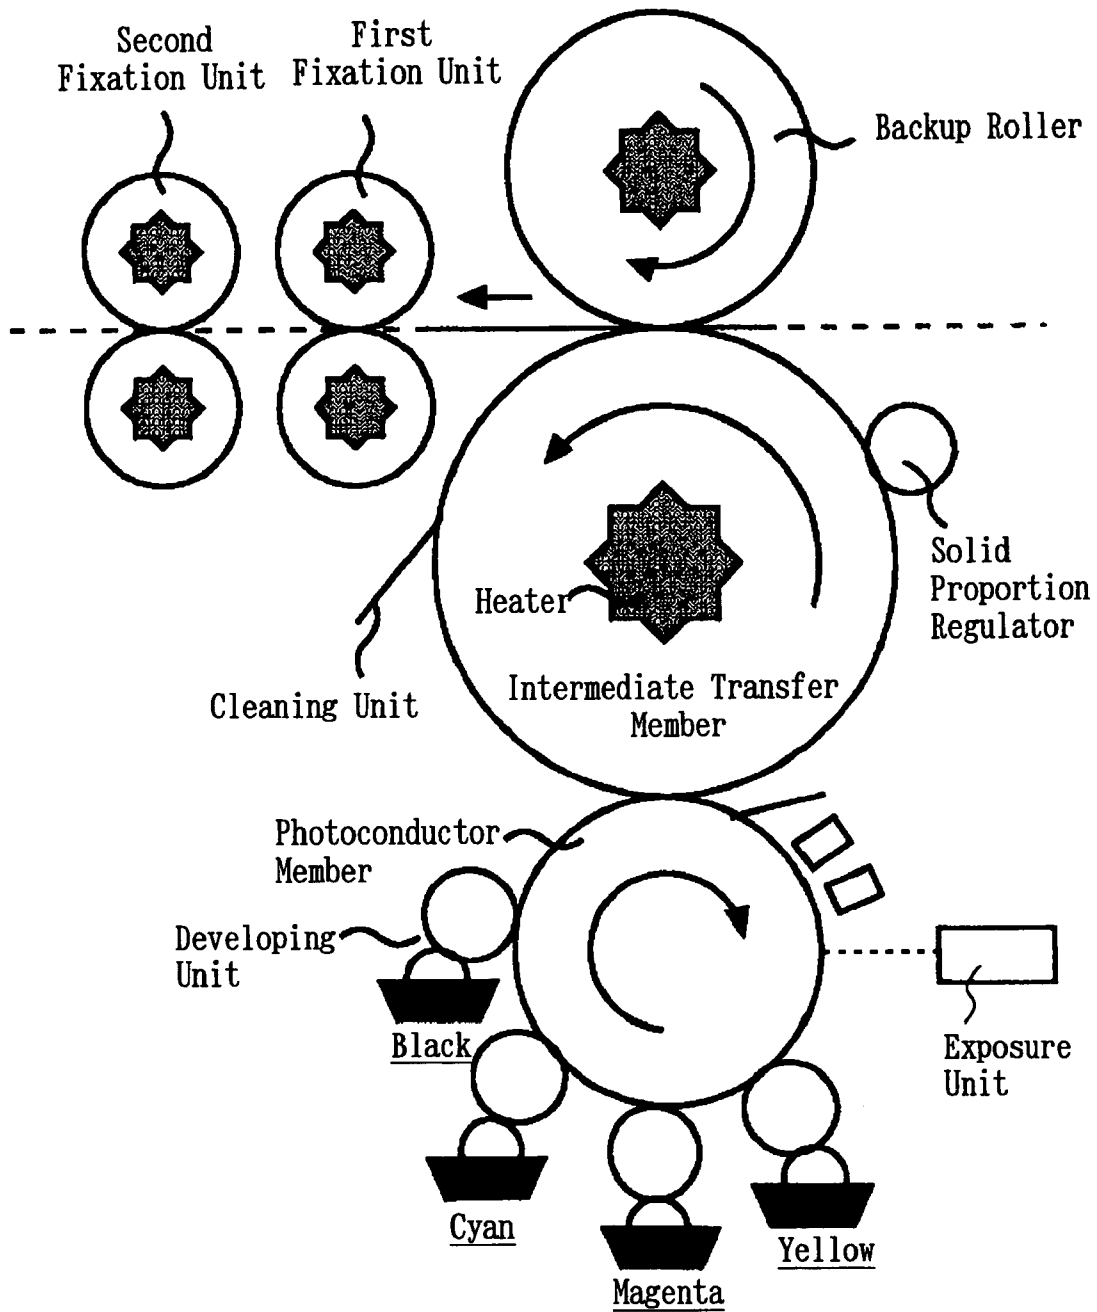 Second
Fixation Unit
First
Fixation Unit
Backup Roller
Solid
Proportion
Regulator
Heater
Cleaning Unit
Intermediate Transfer
Member
Photoconductor
Member
Developing
Unit
Black
Exposure
Unit
Cyan
Yellow
Magenta